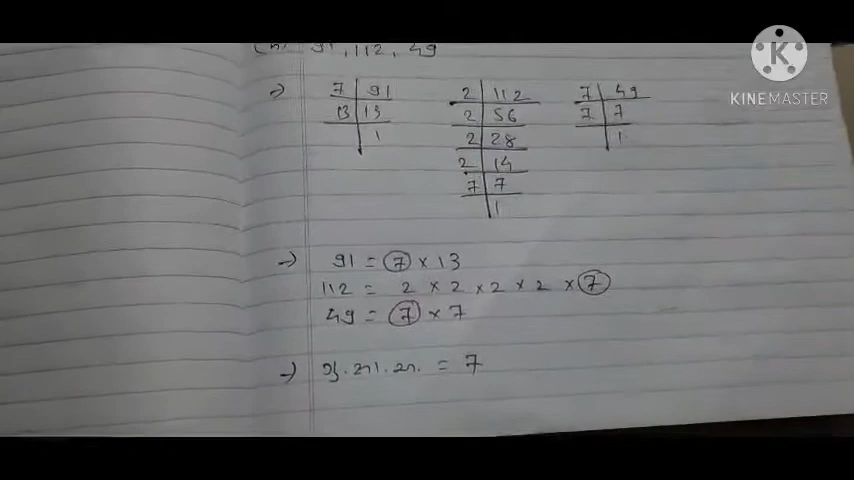 91, 112, 49
→ 7 | 91   2 | 112   7 | 49
13 | 13   2 | 56   7 | 7
1   2 | 28   1
2 | 14
7 | 7
1
→ 91 = 7 × 13
112 = 2 × 2 × 2 × 2 × 7
49 = 7 × 7
→ ગુ.સા.અ. = 7
KINEMASTER